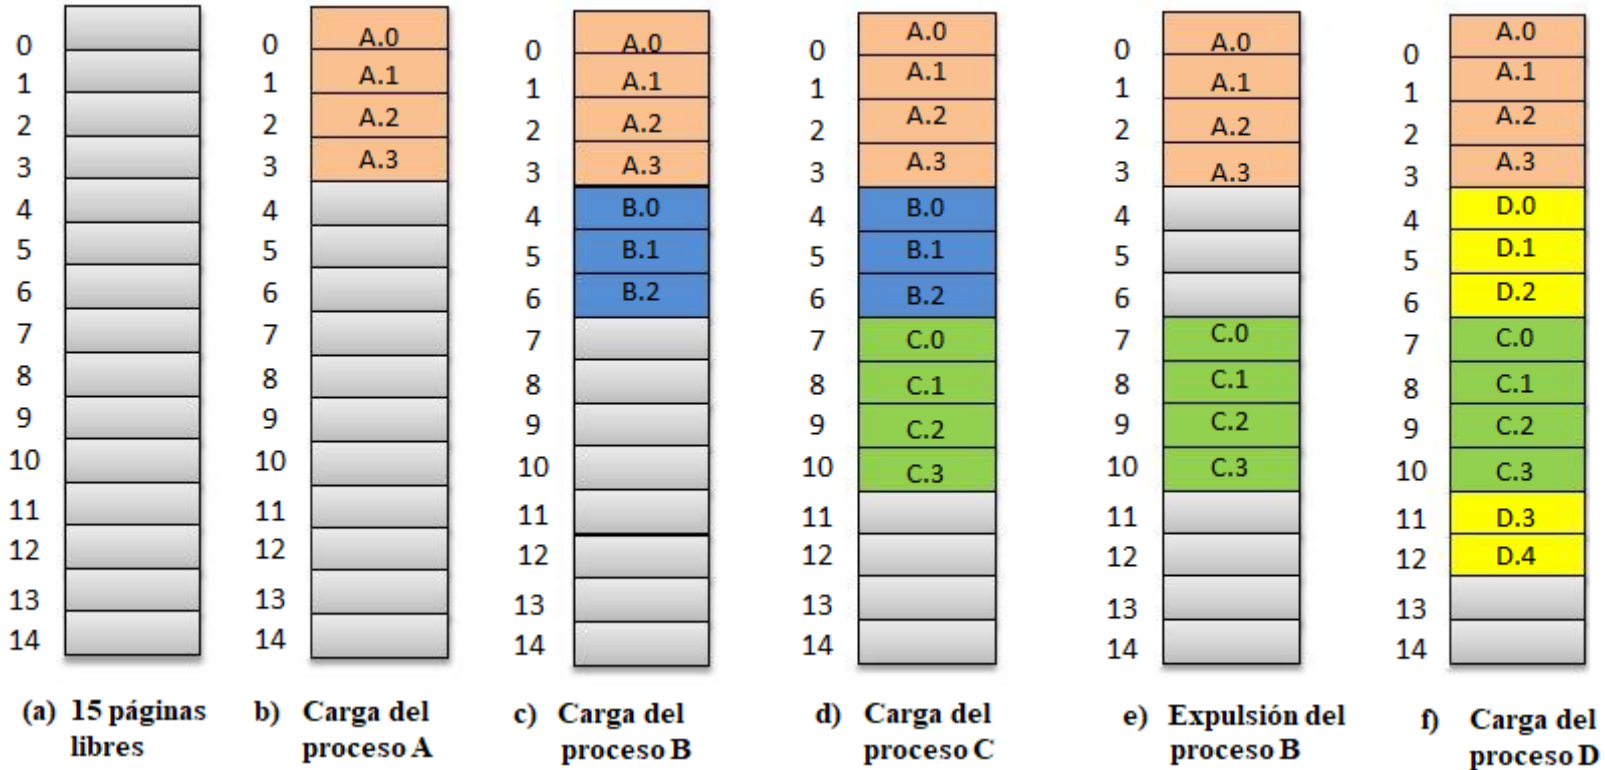 0
1
2
3
4
5
6
7
8
9
10
11
12
13
14
(a) 15 páginas
libres
0 A.0
1 A.1
2 A.2
3 A.3
4
5
6
7
8
9
10
11
12
13
14
b) Carga del
proceso A
0 A.0
1 A.1
2 A.2
3 A.3
4 B.0
5 B.1
6 B.2
7
8
9
10
11
12
13
14
c) Carga del
proceso B
0 A.0
1 A.1
2 A.2
3 A.3
4 B.0
5 B.1
6 B.2
7 C.0
8 C.1
9 C.2
10 C.3
11
12
13
14
d) Carga del
proceso C
0 A.0
1 A.1
2 A.2
3 A.3
4
5
6
7 C.0
8 C.1
9 C.2
10 C.3
11
12
13
14
e) Expulsión del
proceso B
0 A.0
1 A.1
2 A.2
3 A.3
4 D.0
5 D.1
6 D.2
7 C.0
8 C.1
9 C.2
10 C.3
11 D.3
12 D.4
13
14
f) Carga del
proceso D